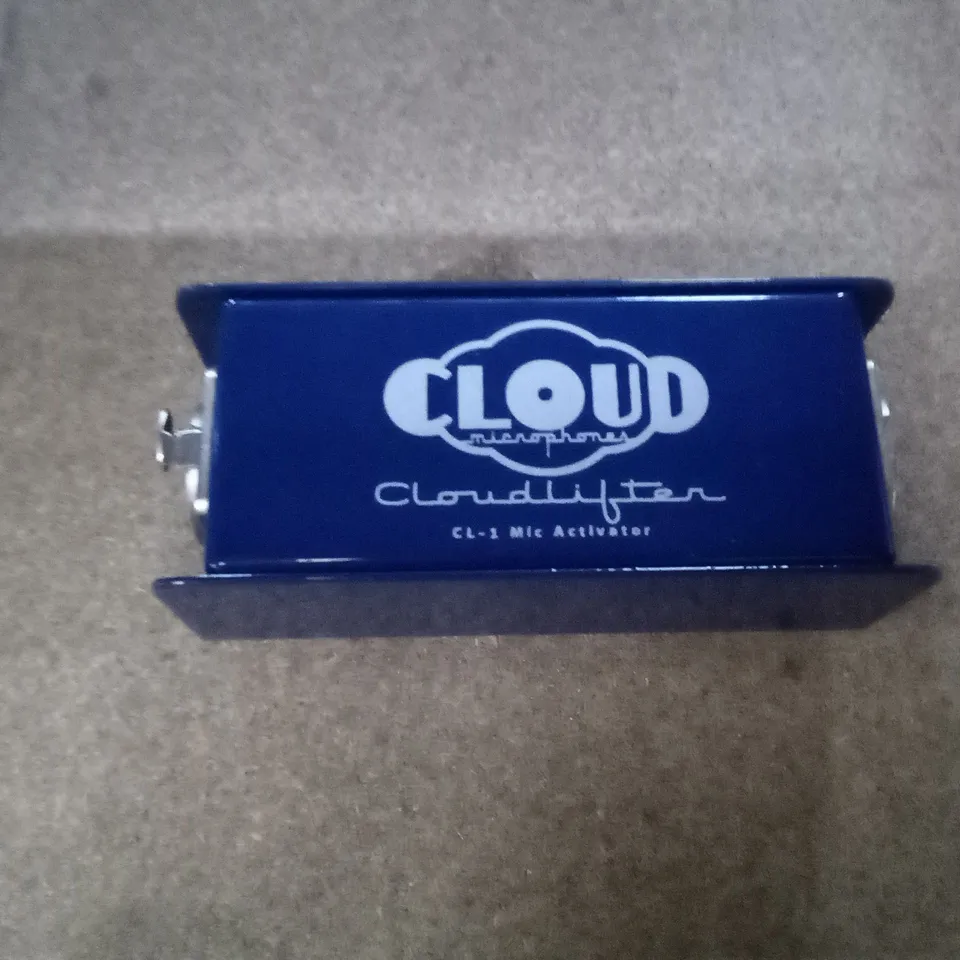 CLOUD
microphones
Cloudlifter
CL-1 Mic Activator